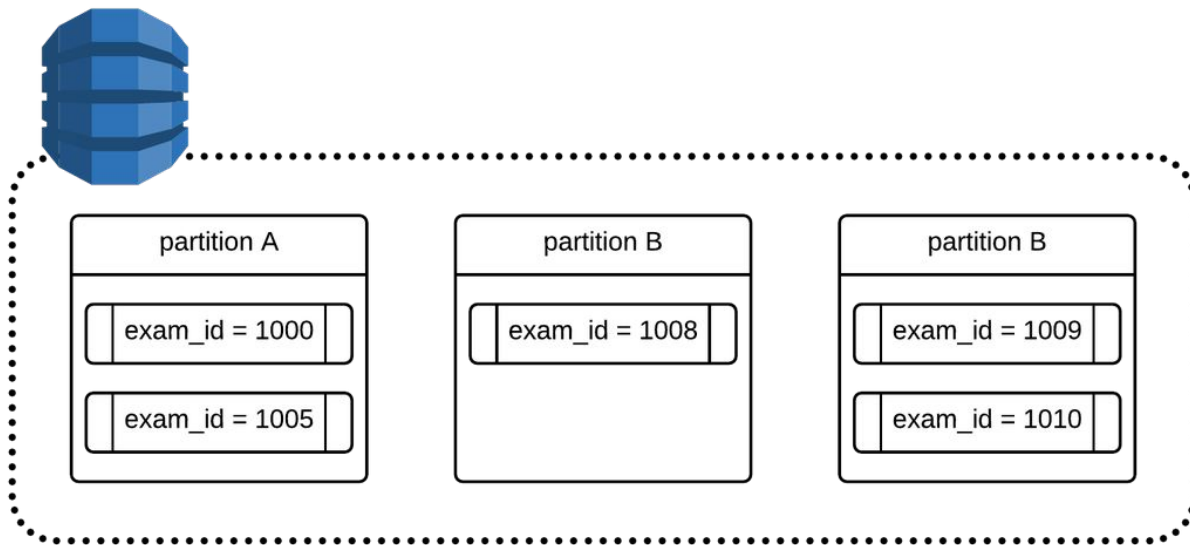 partition A
exam_id = 1000
exam_id = 1005
partition B
exam_id = 1008
partition B
exam_id = 1009
exam_id = 1010